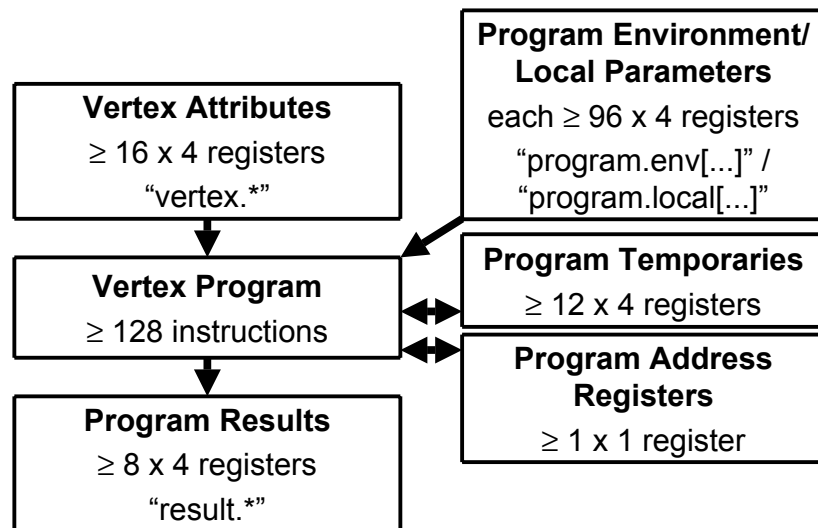 Program Environment/
Local Parameters
each ≥ 96 x 4 registers
“program.env[...]” /
“program.local[...]”
Vertex Attributes
≥ 16 x 4 registers
“vertex.*”
Vertex Program
≥ 128 instructions
Program Temporaries
≥ 12 x 4 registers
Program Address
Registers
≥ 1 x 1 register
Program Results
≥ 8 x 4 registers
“result.*”